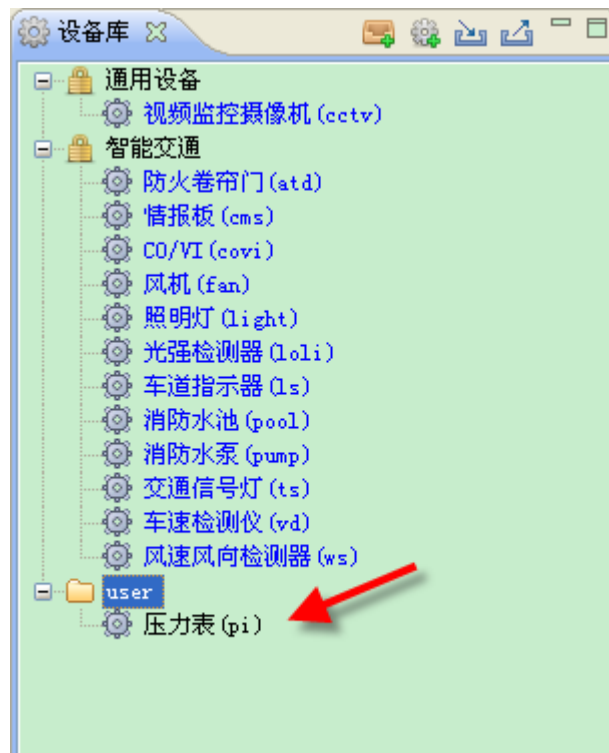 设备库
通用设备
视频监控摄像机(cctv)
智能交通
防火卷帘门(atd)
情报板(cms)
CO/VI(covi)
风机(fan)
照明灯(light)
光强检测器(loli)
车道指示器(ls)
消防水池(pool)
消防水泵(pump)
交通信号灯(ts)
车速检测仪(vd)
风速风向检测器(ws)
user
压力表(pi)